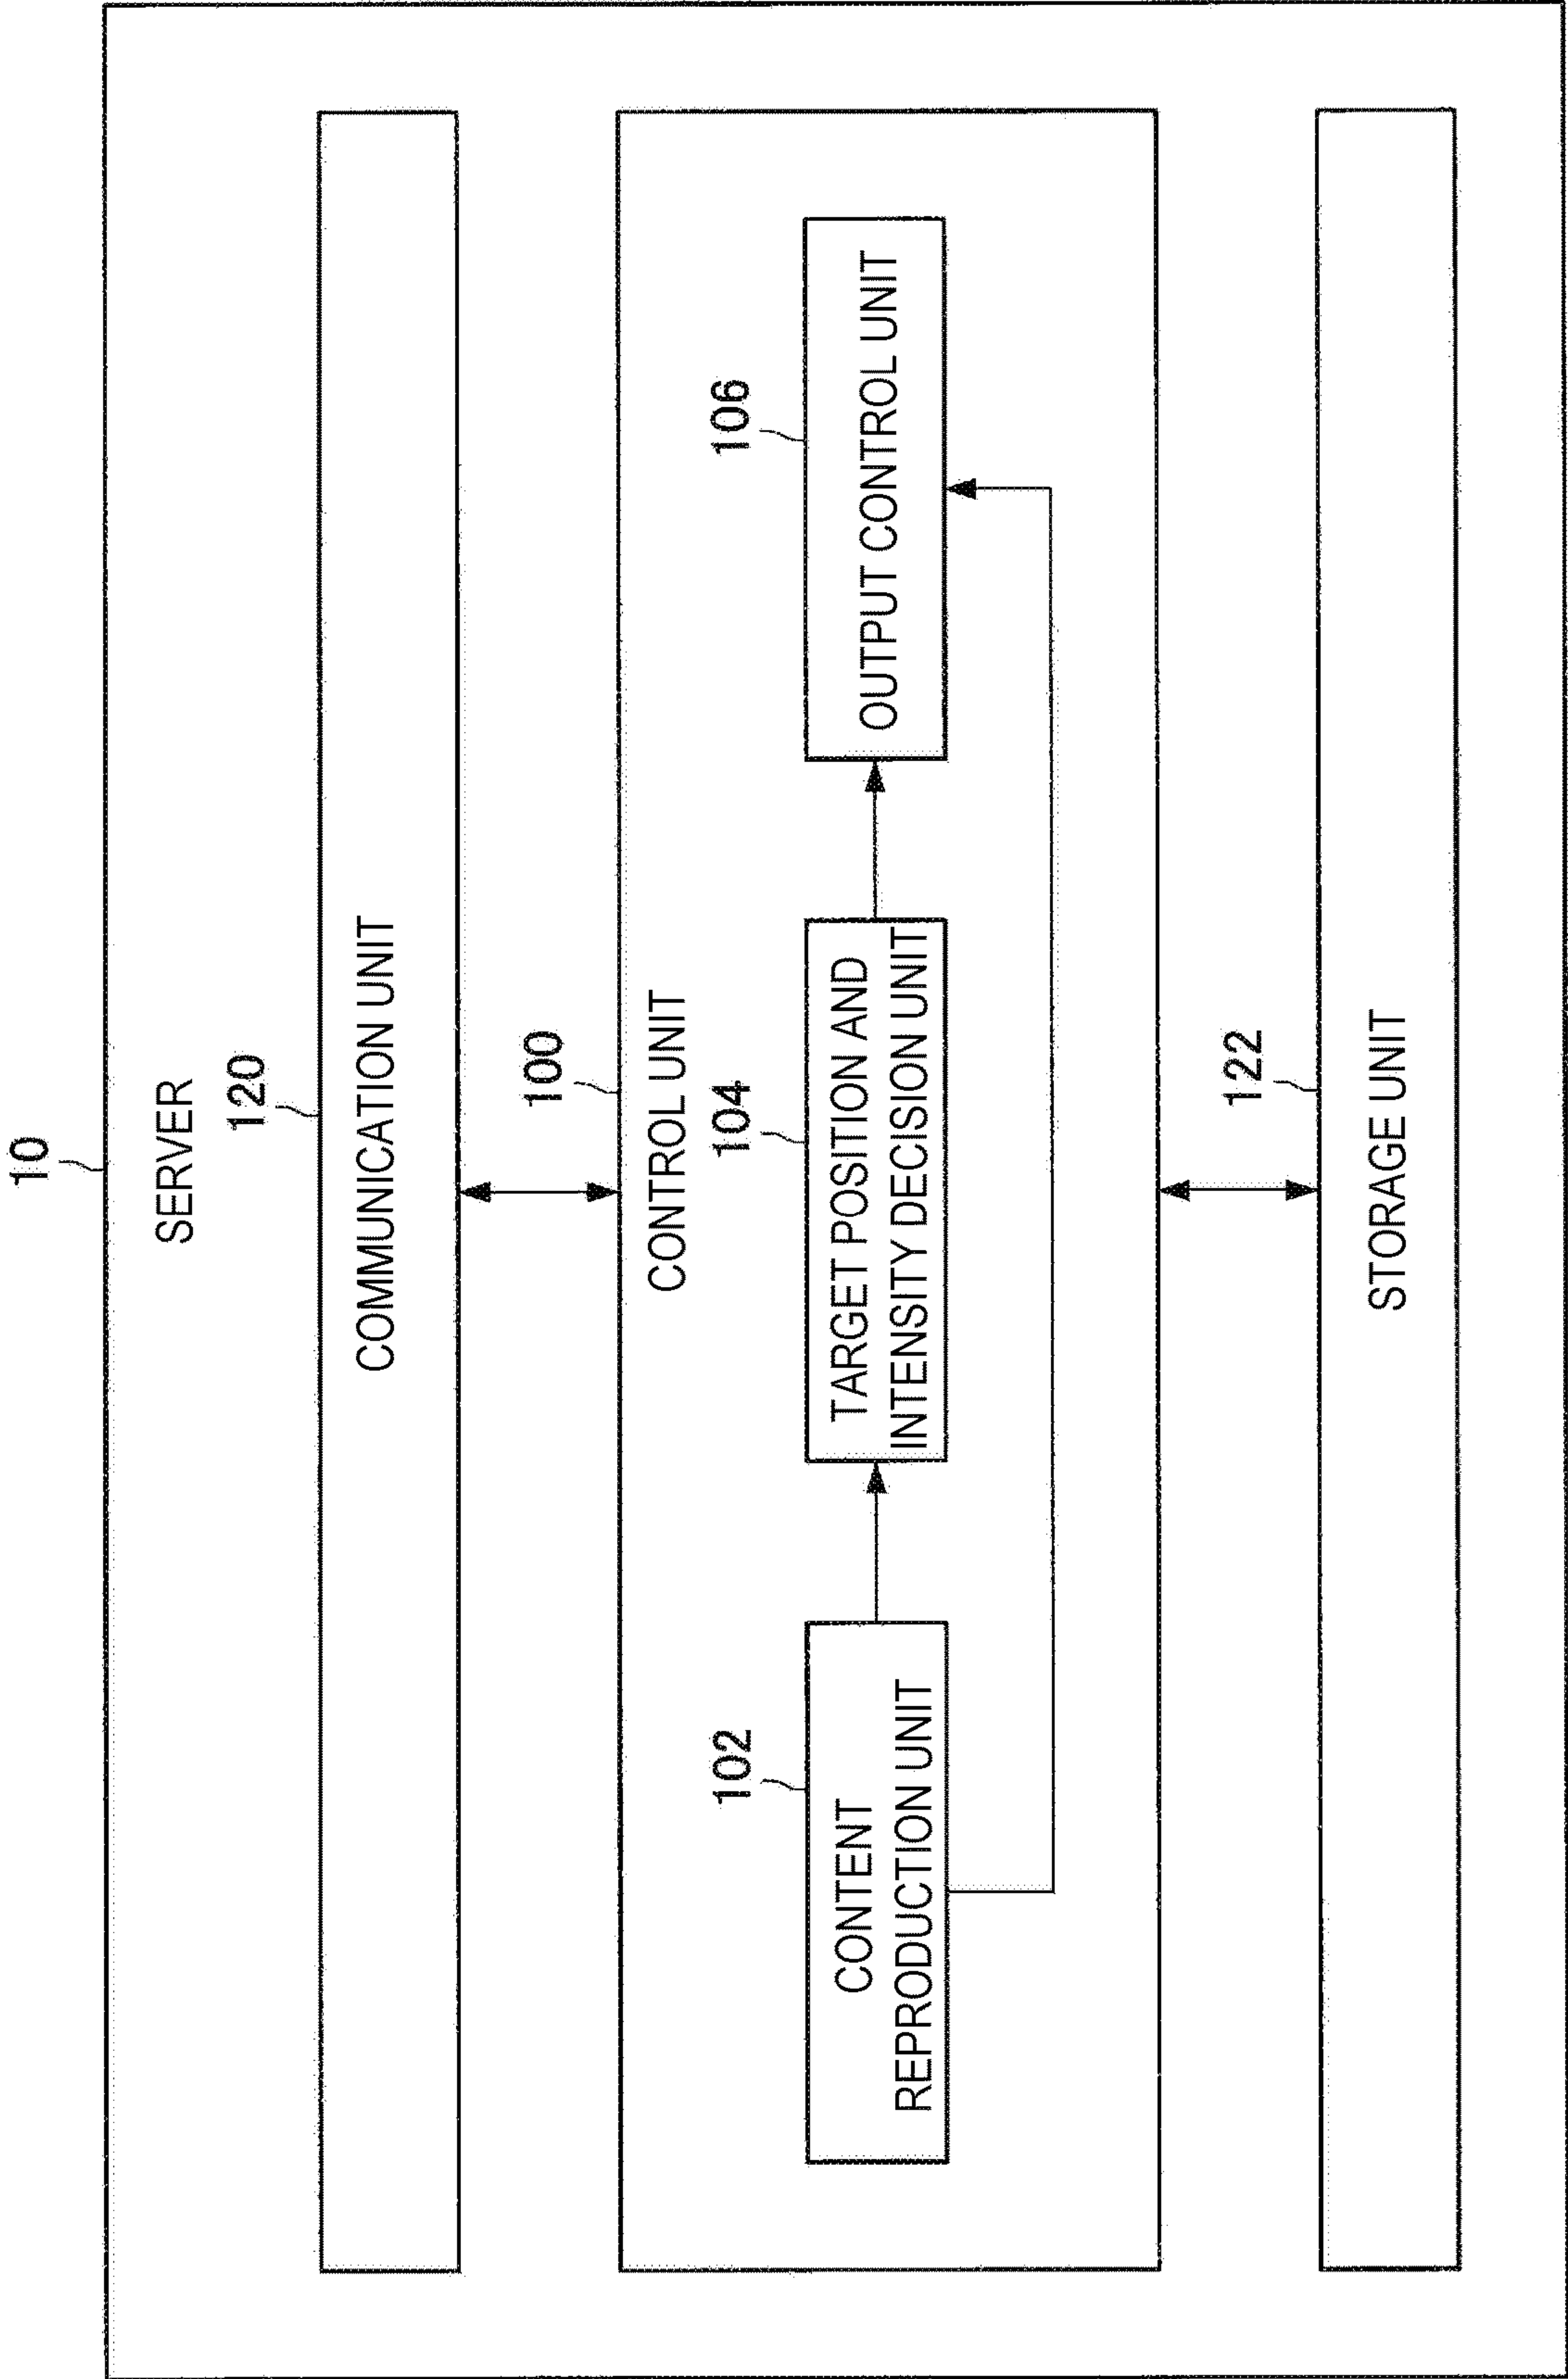 10
SERVER
120
COMMUNICATION UNIT
100
CONTROL UNIT
102
CONTENT
REPRODUCTION UNIT
104
TARGET POSITION AND
INTENSITY DECISION UNIT
106
OUTPUT CONTROL UNIT
122
STORAGE UNIT